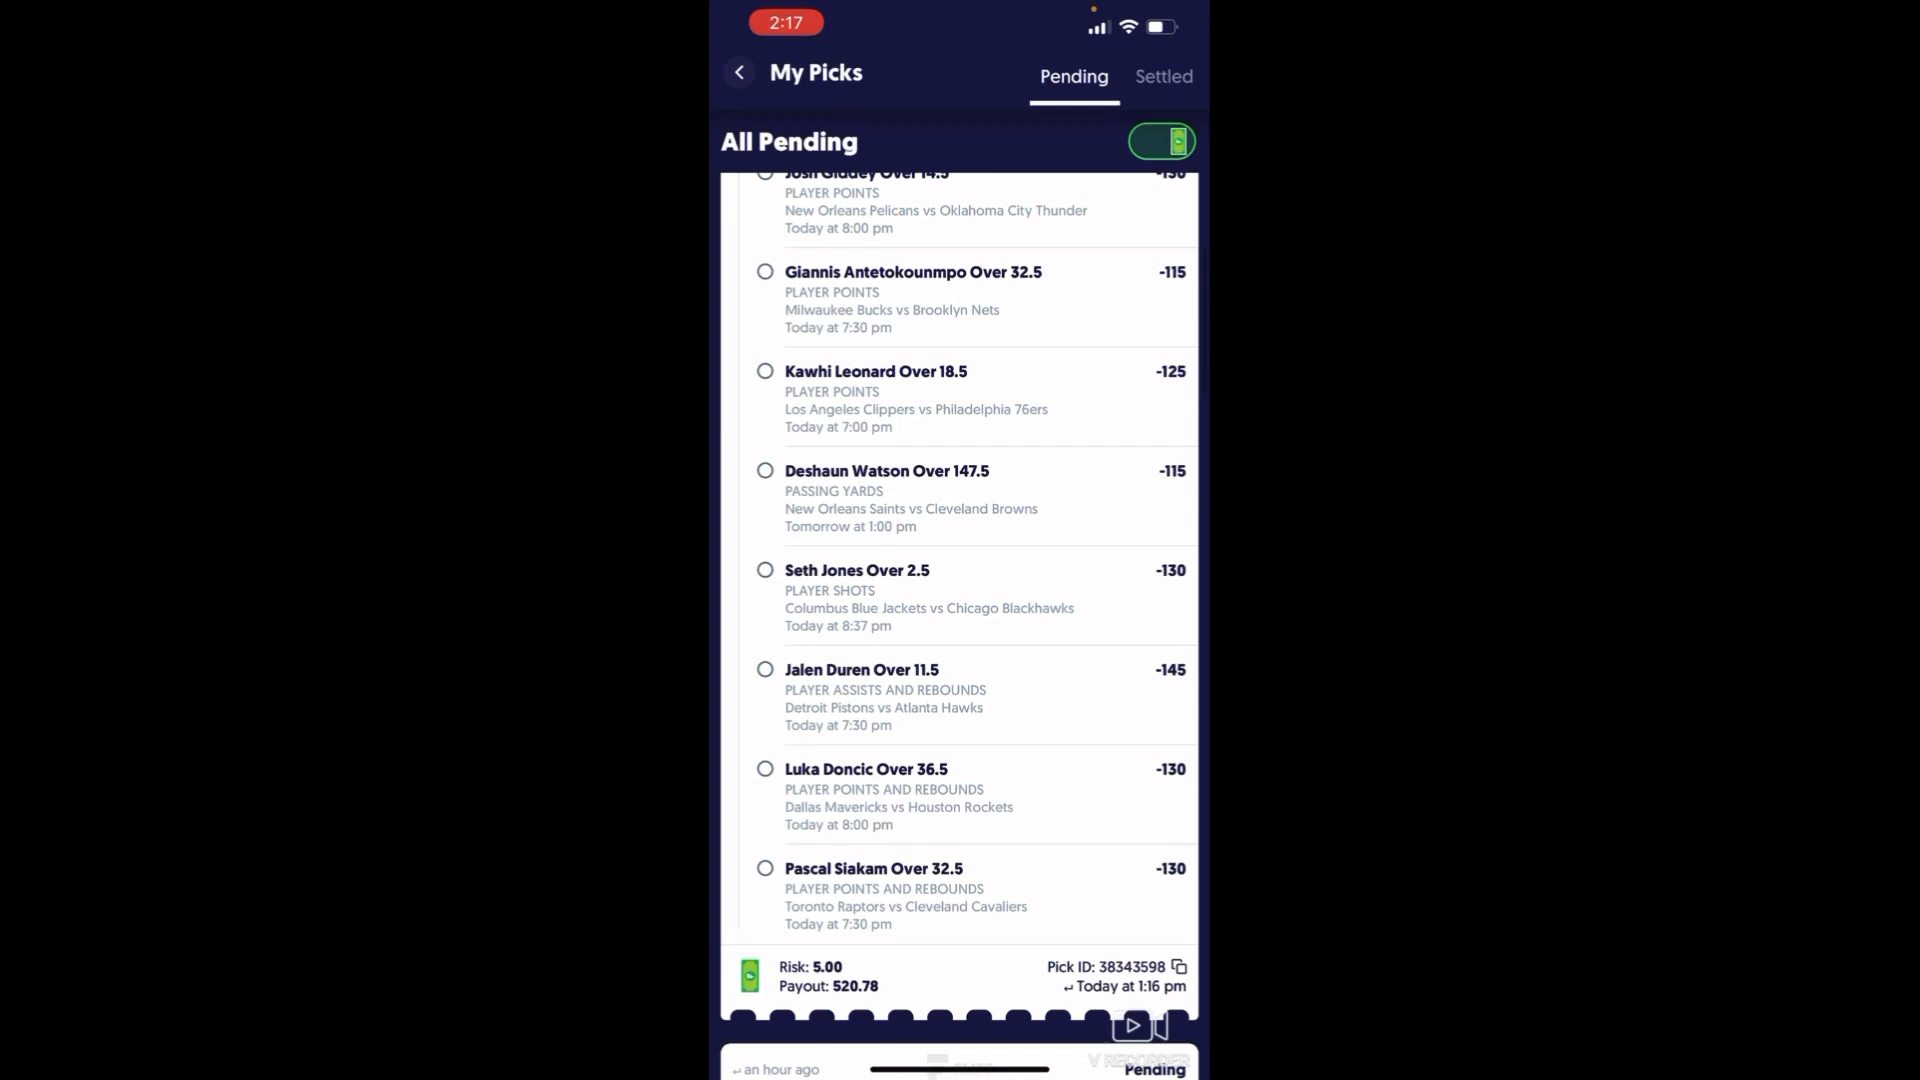 2:17
My Picks
Pending
Settled
All Pending
Josh Giddey Over 14.5
-130
PLAYER POINTS
New Orleans Pelicans vs Oklahoma City Thunder
Today at 8:00 pm
Giannis Antetokounmpo Over 32.5
-115
PLAYER POINTS
Milwaukee Bucks vs Brooklyn Nets
Today at 7:30 pm
Kawhi Leonard Over 18.5
-125
PLAYER POINTS
Los Angeles Clippers vs Philadelphia 76ers
Today at 7:00 pm
Deshaun Watson Over 147.5
-115
PASSING YARDS
New Orleans Saints vs Cleveland Browns
Tomorrow at 1:00 pm
Seth Jones Over 2.5
-130
PLAYER SHOTS
Columbus Blue Jackets vs Chicago Blackhawks
Today at 8:37 pm
Jalen Duren Over 11.5
-145
PLAYER ASSISTS AND REBOUNDS
Detroit Pistons vs Atlanta Hawks
Today at 7:30 pm
Luka Doncic Over 36.5
-130
PLAYER POINTS AND REBOUNDS
Dallas Mavericks vs Houston Rockets
Today at 8:00 pm
Pascal Siakam Over 32.5
-130
PLAYER POINTS AND REBOUNDS
Toronto Raptors vs Cleveland Cavaliers
Today at 7:30 pm
Risk: 5.00
Pick ID: 38343598
Payout: 520.78
Today at 1:16 pm
V RECORDER
an hour ago
Pending